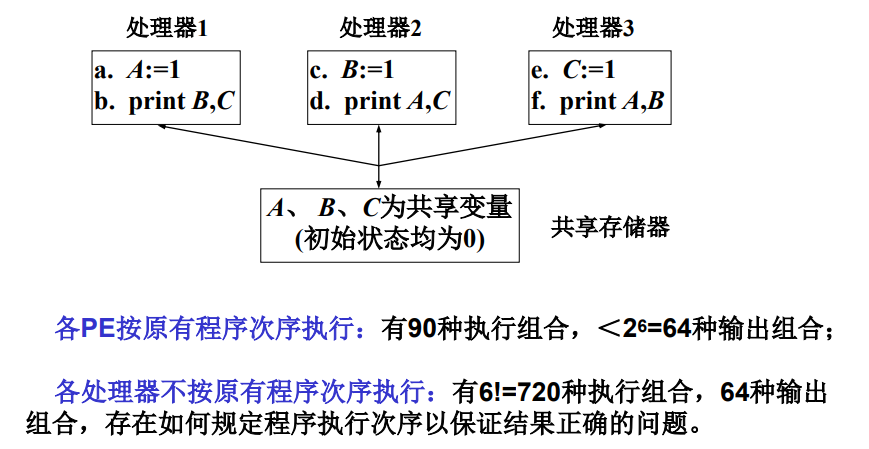 处理器1 处理器2 处理器3
a. A:=1 c. B:=1 e. C:=1
b. print B,C d. print A,C f. print A,B
A、 B、C为共享变量
(初始状态均为0)
共享存储器
各PE按原有程序次序执行：有90种执行组合，＜2⁶=64种输出组合；
各处理器不按原有程序次序执行：有6!=720种执行组合，64种输出
组合，存在如何规定程序执行次序以保证结果正确的问题。